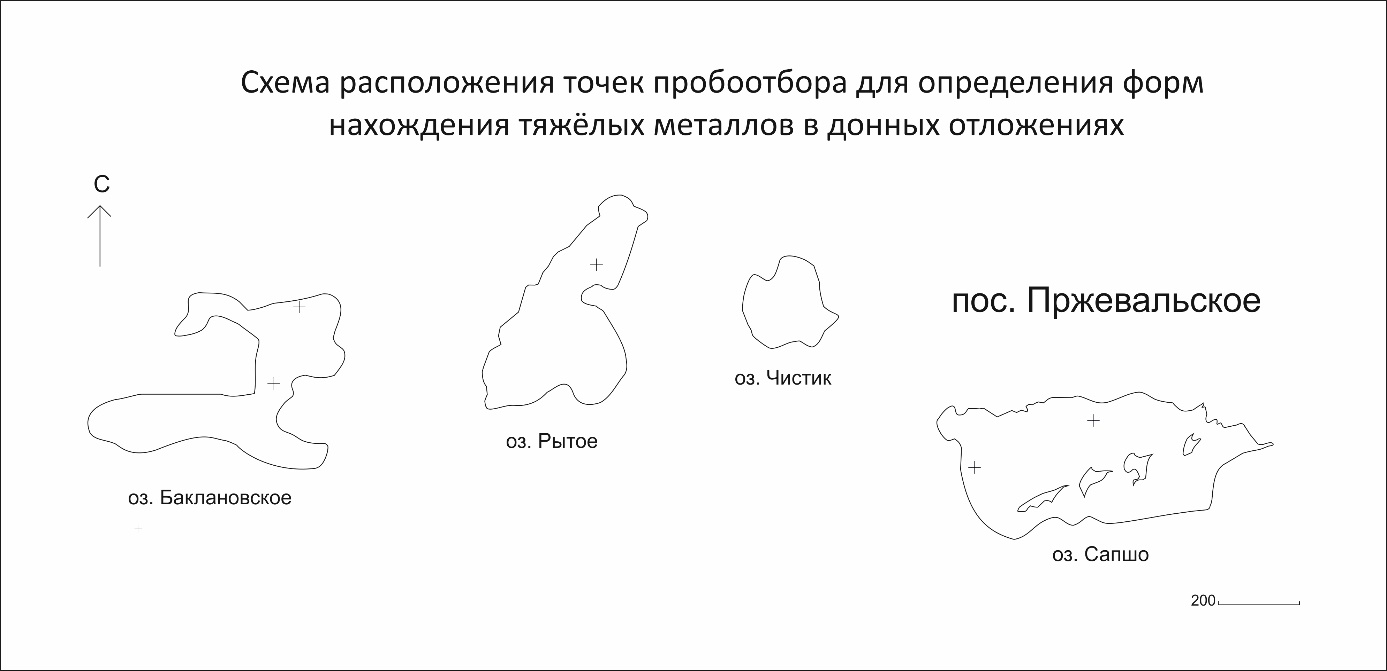 Схема расположения точек пробоотбора для определения форм
нахождения тяжёлых металлов в донных отложениях
С
пос. Пржевальское
оз. Чистик
оз. Рытое
оз. Баклановское
оз. Сапшо
200